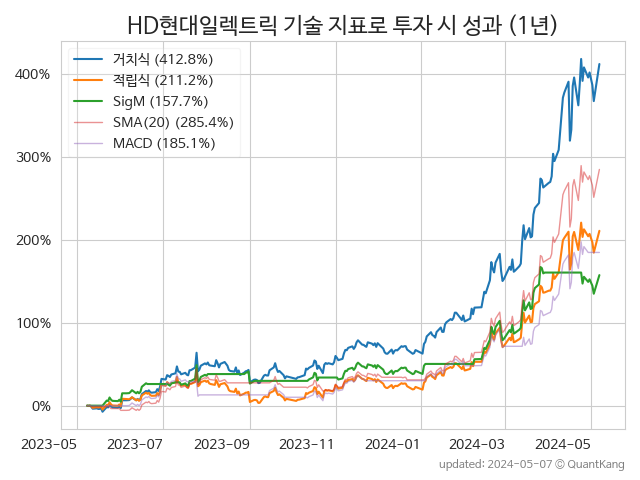 HD현대일렉트릭 기술 지표로 투자 시 성과 (1년)
거치식 (412.8%)
적립식 (211.2%)
SigM (157.7%)
SMA(20) (285.4%)
MACD (185.1%)
400%
300%
200%
100%
0%
2023-05 2023-07 2023-09 2023-11 2024-01 2024-03 2024-05
updated: 2024-05-07 @ QuantKang